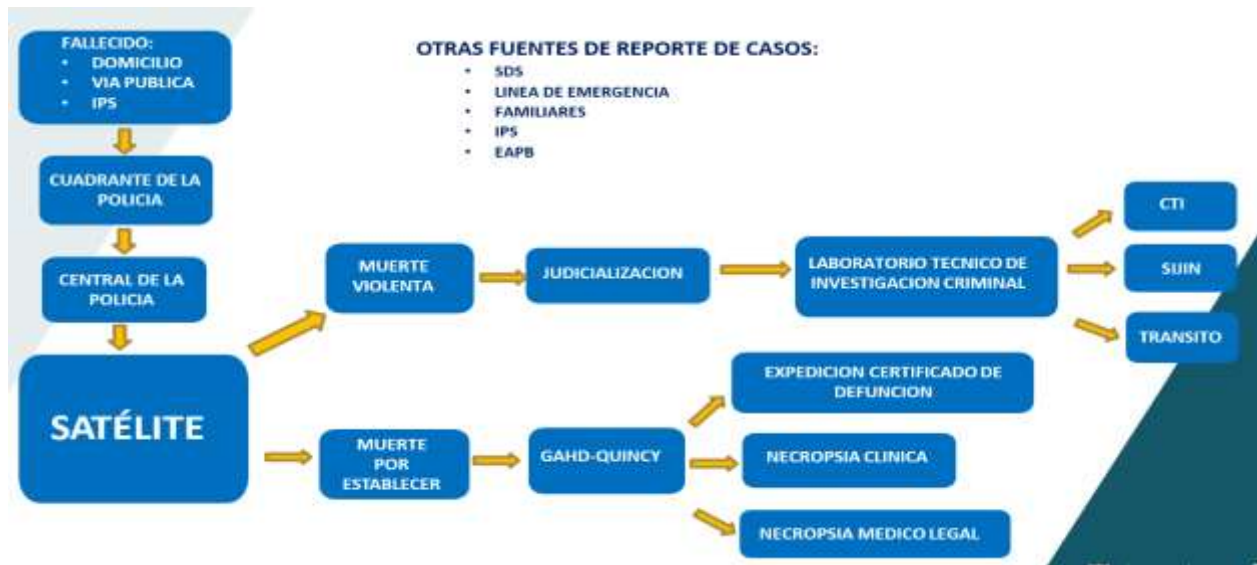 FALLECIDO:
• DOMICILIO
• VIA PUBLICA
• IPS
CUADRANTE DE LA
POLICIA
CENTRAL DE LA
POLICIA
SATÉLITE
OTRAS FUENTES DE REPORTE DE CASOS:
• SDS
• LINEA DE EMERGENCIA
• FAMILIARES
• IPS
• EAPB
MUERTE
VIOLENTA
JUDICIALIZACION
LABORATORIO TECNICO DE
INVESTIGACION CRIMINAL
CTI
SIJIN
TRANSITO
MUERTE
POR
ESTABLECER
GAHD-QUINCY
EXPEDICION CERTIFICADO DE
DEFUNCION
NECROPSIA CLINICA
NECROPSIA MEDICO LEGAL